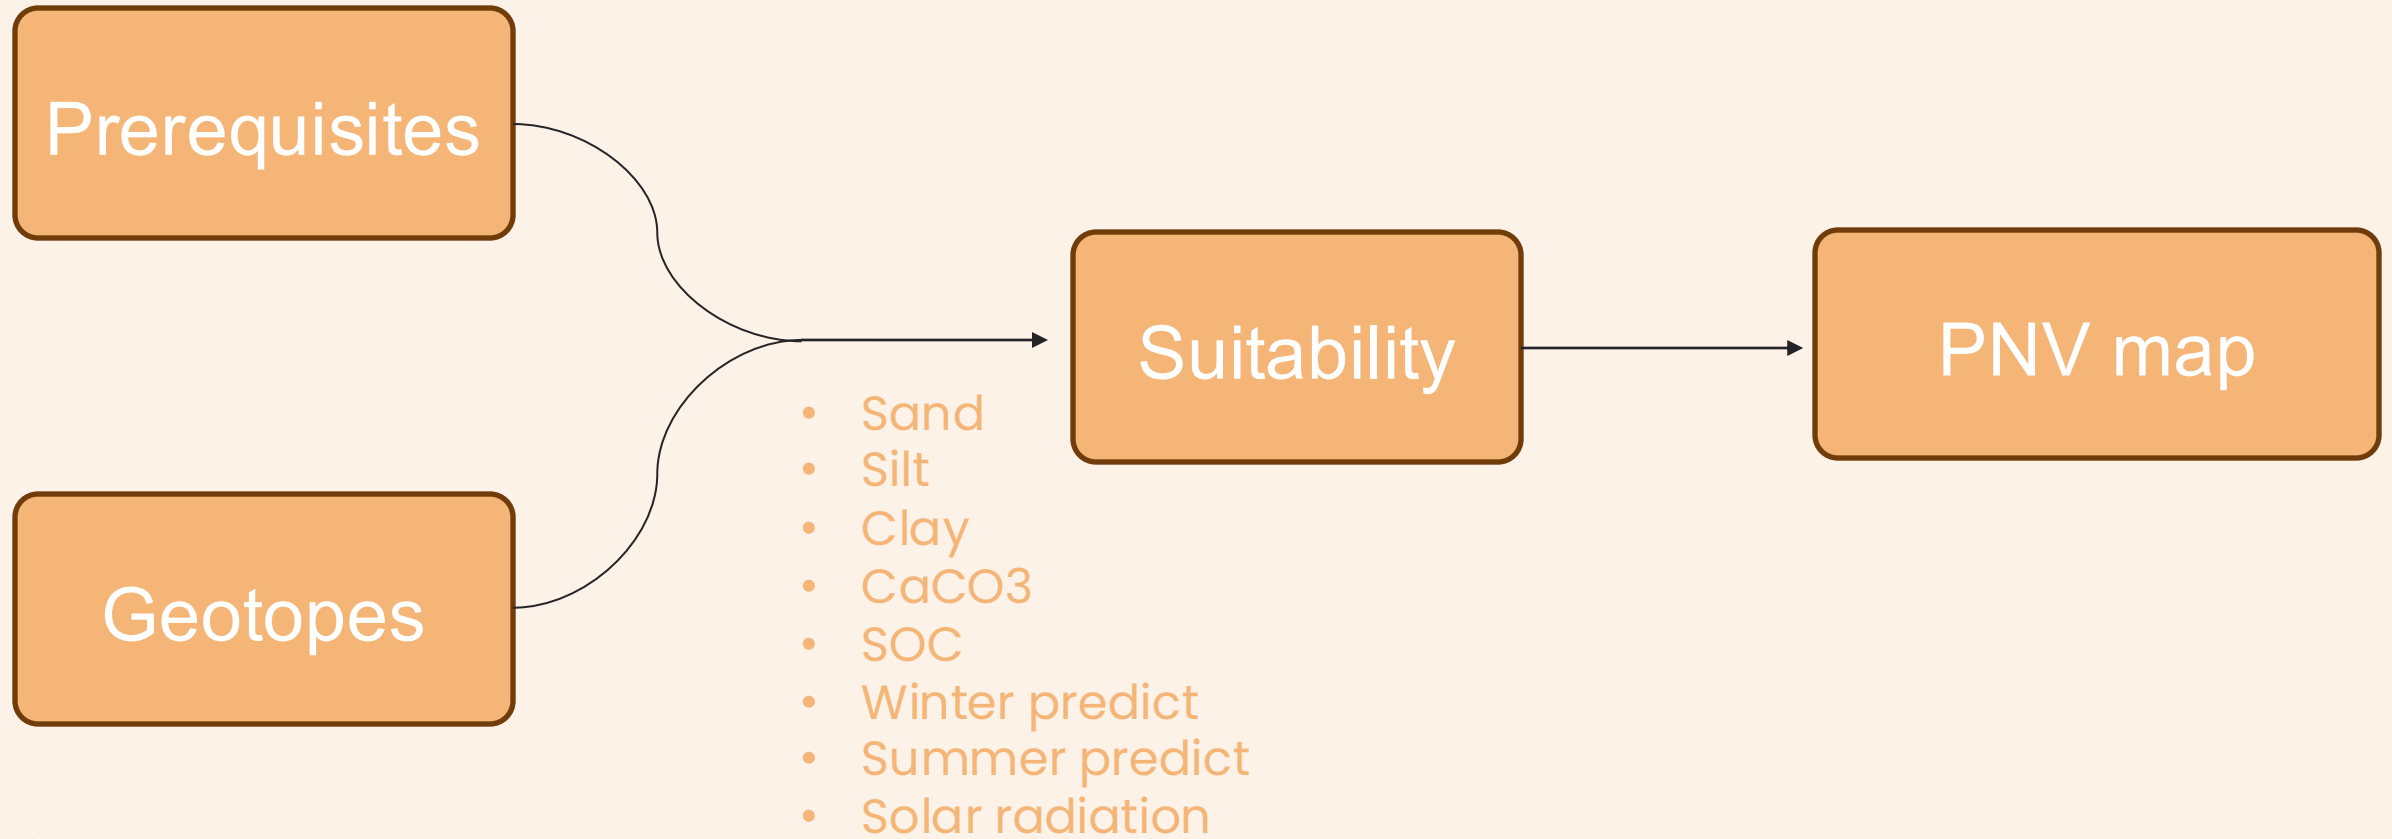 Prerequisites
Geotopes
• Sand
• Silt
• Clay
• CaCO3
• SOC
• Winter predict
• Summer predict
• Solar radiation
Suitability
PNV map